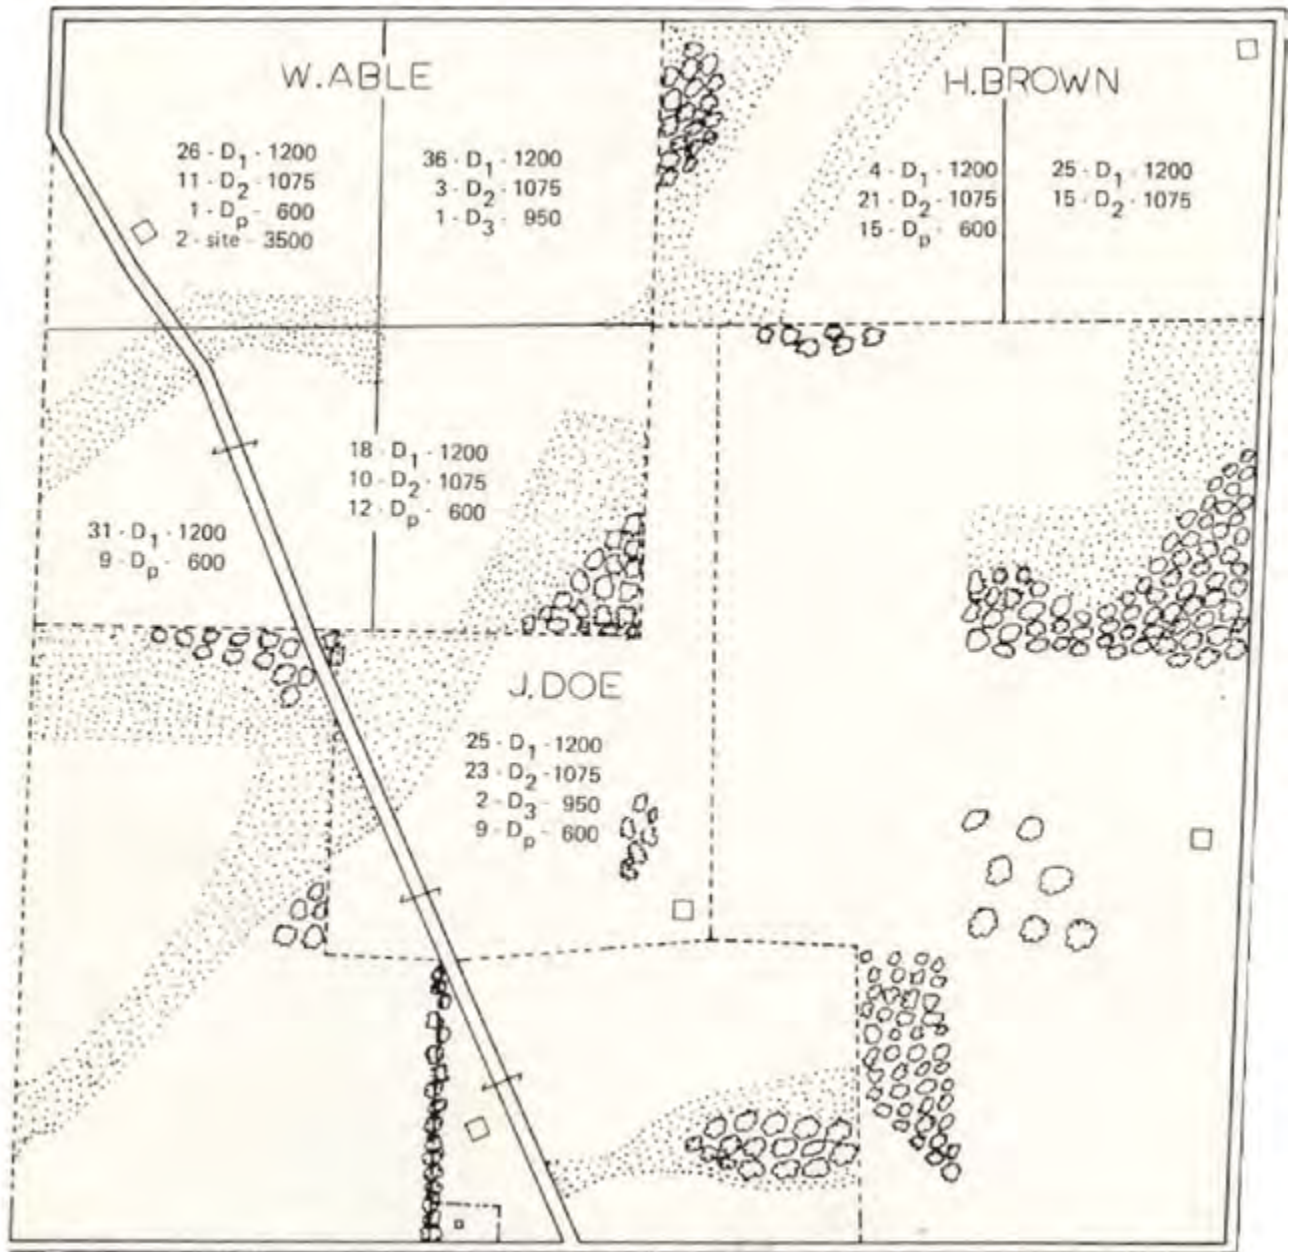 W.ABLE
H.BROWN
26 - D1 - 1200
11 - D2 - 1075
1 - Dp - 600
2 - site - 3500
36 - D1 - 1200
3 - D2 - 1075
1 - D3 - 950
4 - D1 - 1200
21 - D2 - 1075
15 - Dp - 600
25 - D1 - 1200
15 - D2 - 1075
18 - D1 - 1200
10 - D2 - 1075
12 - Dp - 600
31 - D1 - 1200
9 - Dp - 600
J.DOE
25 - D1 - 1200
23 - D2 - 1075
2 - D3 - 950
9 - Dp - 600